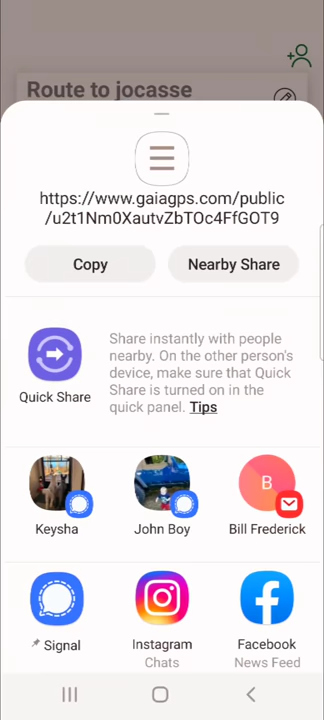 Route to jocasse
https://www.gaiagps.com/public
/u2t1Nm0XautvZbTOc4FfGOT9
Copy
Nearby Share
Quick Share
Share instantly with people
nearby. On the other person's
device, make sure that Quick
Share is turned on in the
quick panel. Tips
B
Keysha
John Boy
Bill Frederick
Signal
Instagram
Chats
Facebook
News Feed